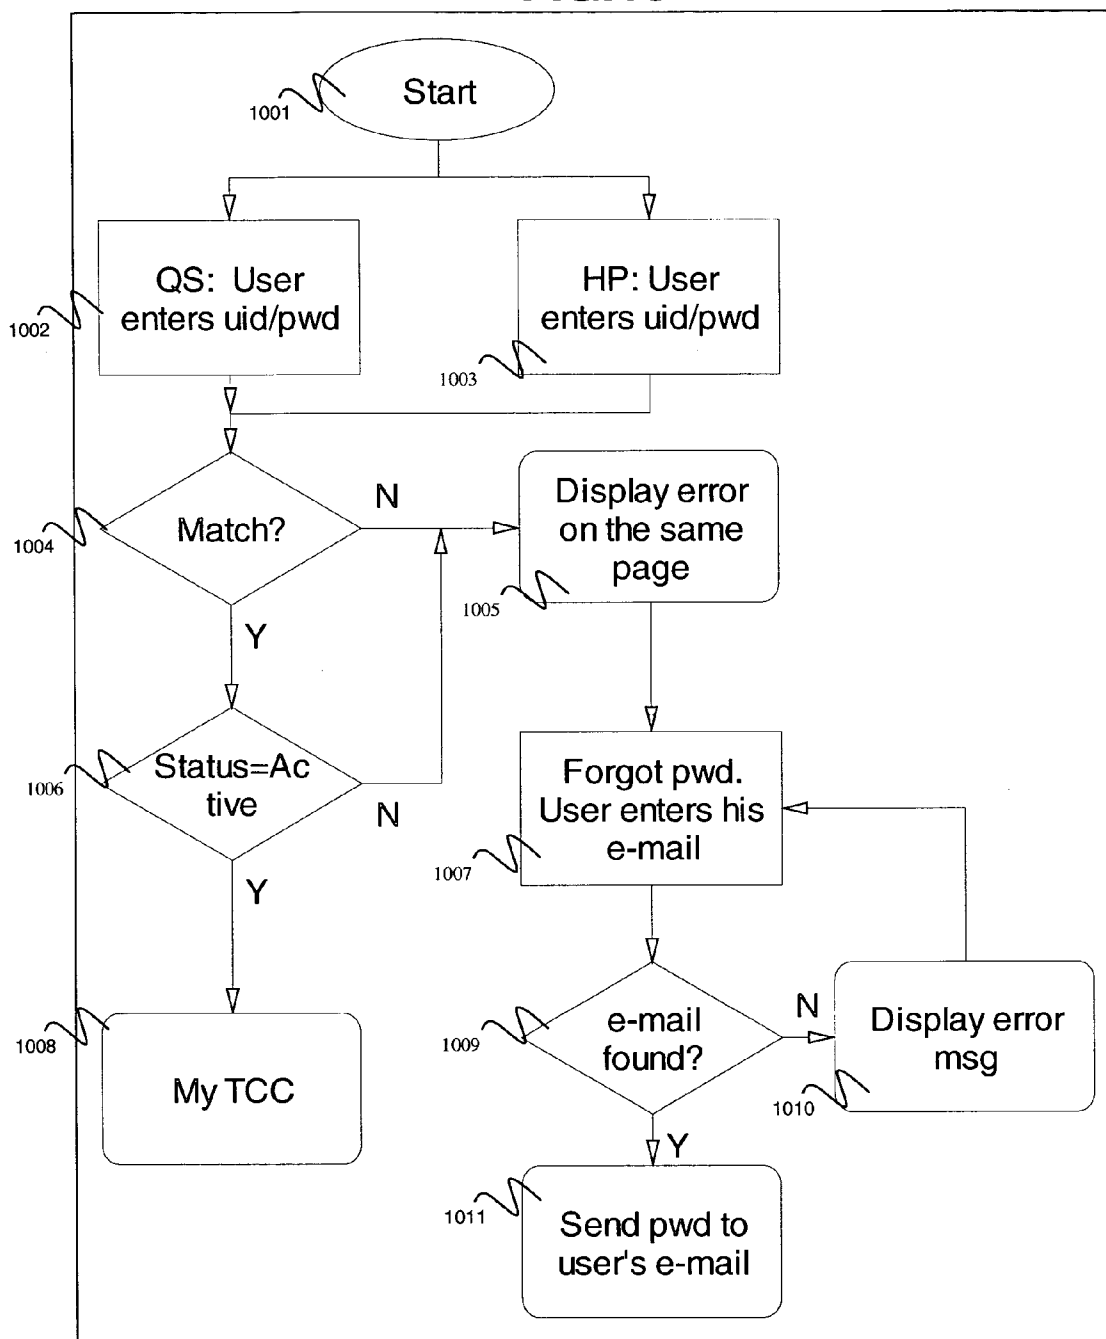 Start
1001
QS: User
enters uid/pwd
1002
HP: User
enters uid/pwd
1003
Match?
1004
N
Display error
on the same
page
1005
Y
Status=Ac
tive
1006
N
Forgot pwd.
User enters his
e-mail
1007
Y
My TCC
1008
e-mail
found?
1009
N
Display error
msg
1010
Y
Send pwd to
user's e-mail
1011